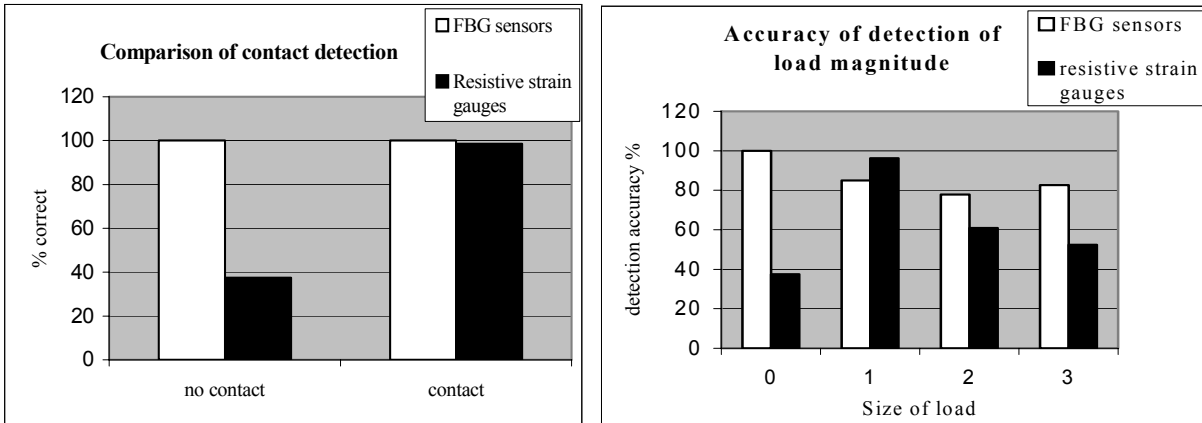 Comparison of contact detection
FBG sensors
Resistive strain
gauges
120
100
80
60
40
20
0
% correct
no contact
contact
Accuracy of detection of
load magnitude
FBG sensors
resistive strain
gauges
120
100
80
60
40
20
0
detection accuracy %
0 1 2 3
Size of load